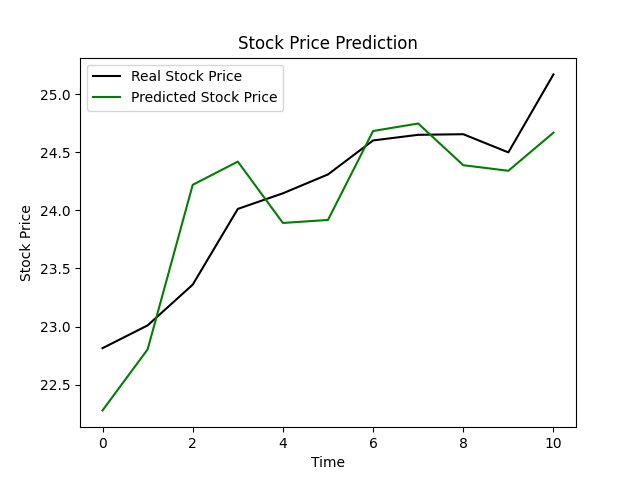 Stock Price Prediction
Real Stock Price
Predicted Stock Price
Stock Price
25.0
24.5
24.0
23.5
23.0
22.5
0 2 4 6 8 10
Time